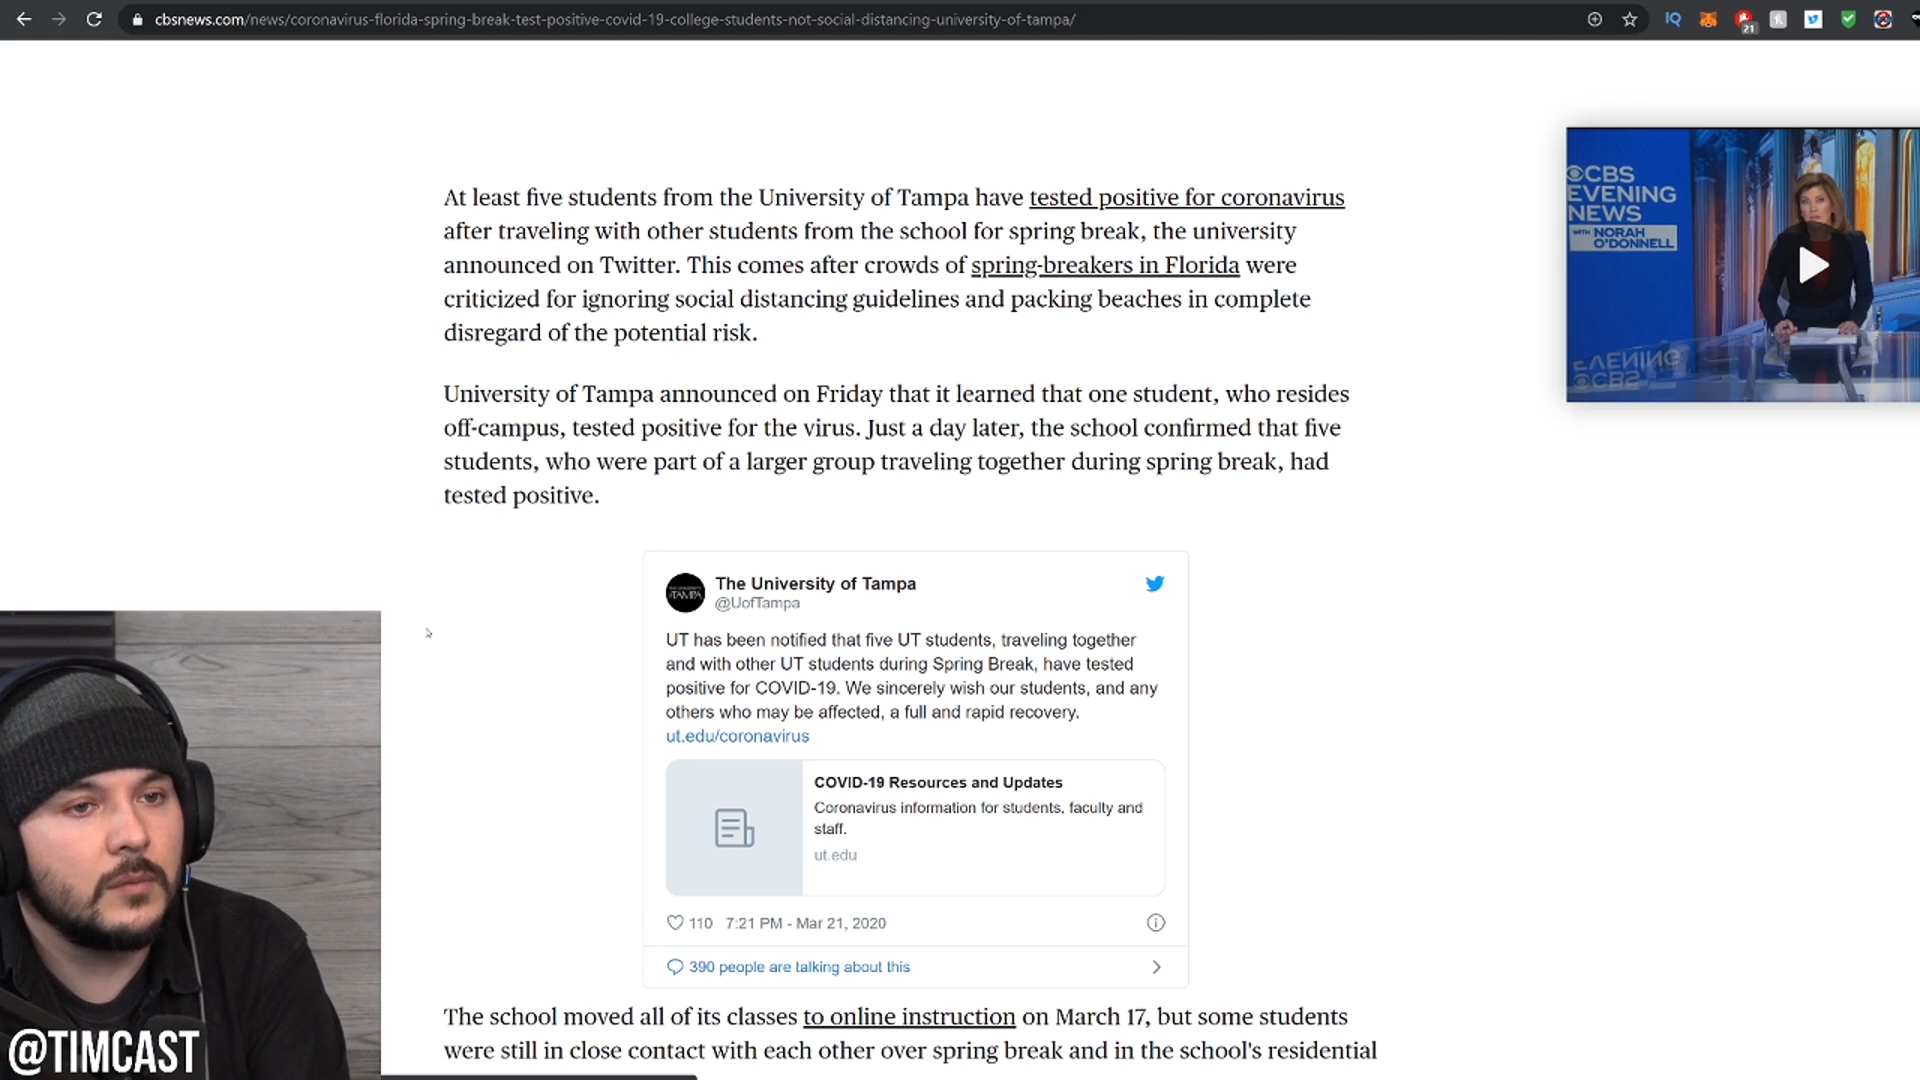 cbsnews.com/news/coronavirus-florida-spring-break-test-positive-covid-19-college-students-not-social-distancing-university-of-tampa/
IQ
21
CBS
EVENING
NEWS
WITH NORAH
O'DONNELL
At least five students from the University of Tampa have tested positive for coronavirus
after traveling with other students from the school for spring break, the university
announced on Twitter. This comes after crowds of spring-breakers in Florida were
criticized for ignoring social distancing guidelines and packing beaches in complete
disregard of the potential risk.
University of Tampa announced on Friday that it learned that one student, who resides
off-campus, tested positive for the virus. Just a day later, the school confirmed that five
students, who were part of a larger group traveling together during spring break, had
tested positive.
TAMPA
The University of Tampa
@UofTampa
UT has been notified that five UT students, traveling together
and with other UT students during Spring Break, have tested
positive for COVID-19. We sincerely wish our students, and any
others who may be affected, a full and rapid recovery.
ut.edu/coronavirus
COVID-19 Resources and Updates
Coronavirus information for students, faculty and
staff.
ut.edu
110 7:21 PM - Mar 21, 2020
390 people are talking about this
The school moved all of its classes to online instruction on March 17, but some students
were still in close contact with each other over spring break and in the school's residential
@TIMCAST